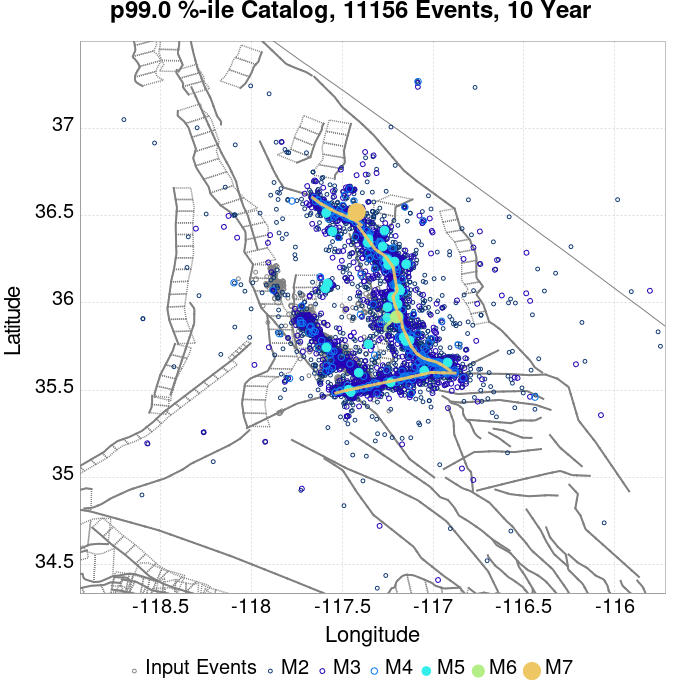 p99.0 %-ile Catalog, 11156 Events, 10 Year
Latitude
37
36.5
36
35.5
35
34.5
-118.5 -118 -117.5 -117 -116.5 -116
Longitude
Input Events M2 M3 M4 M5 M6 M7